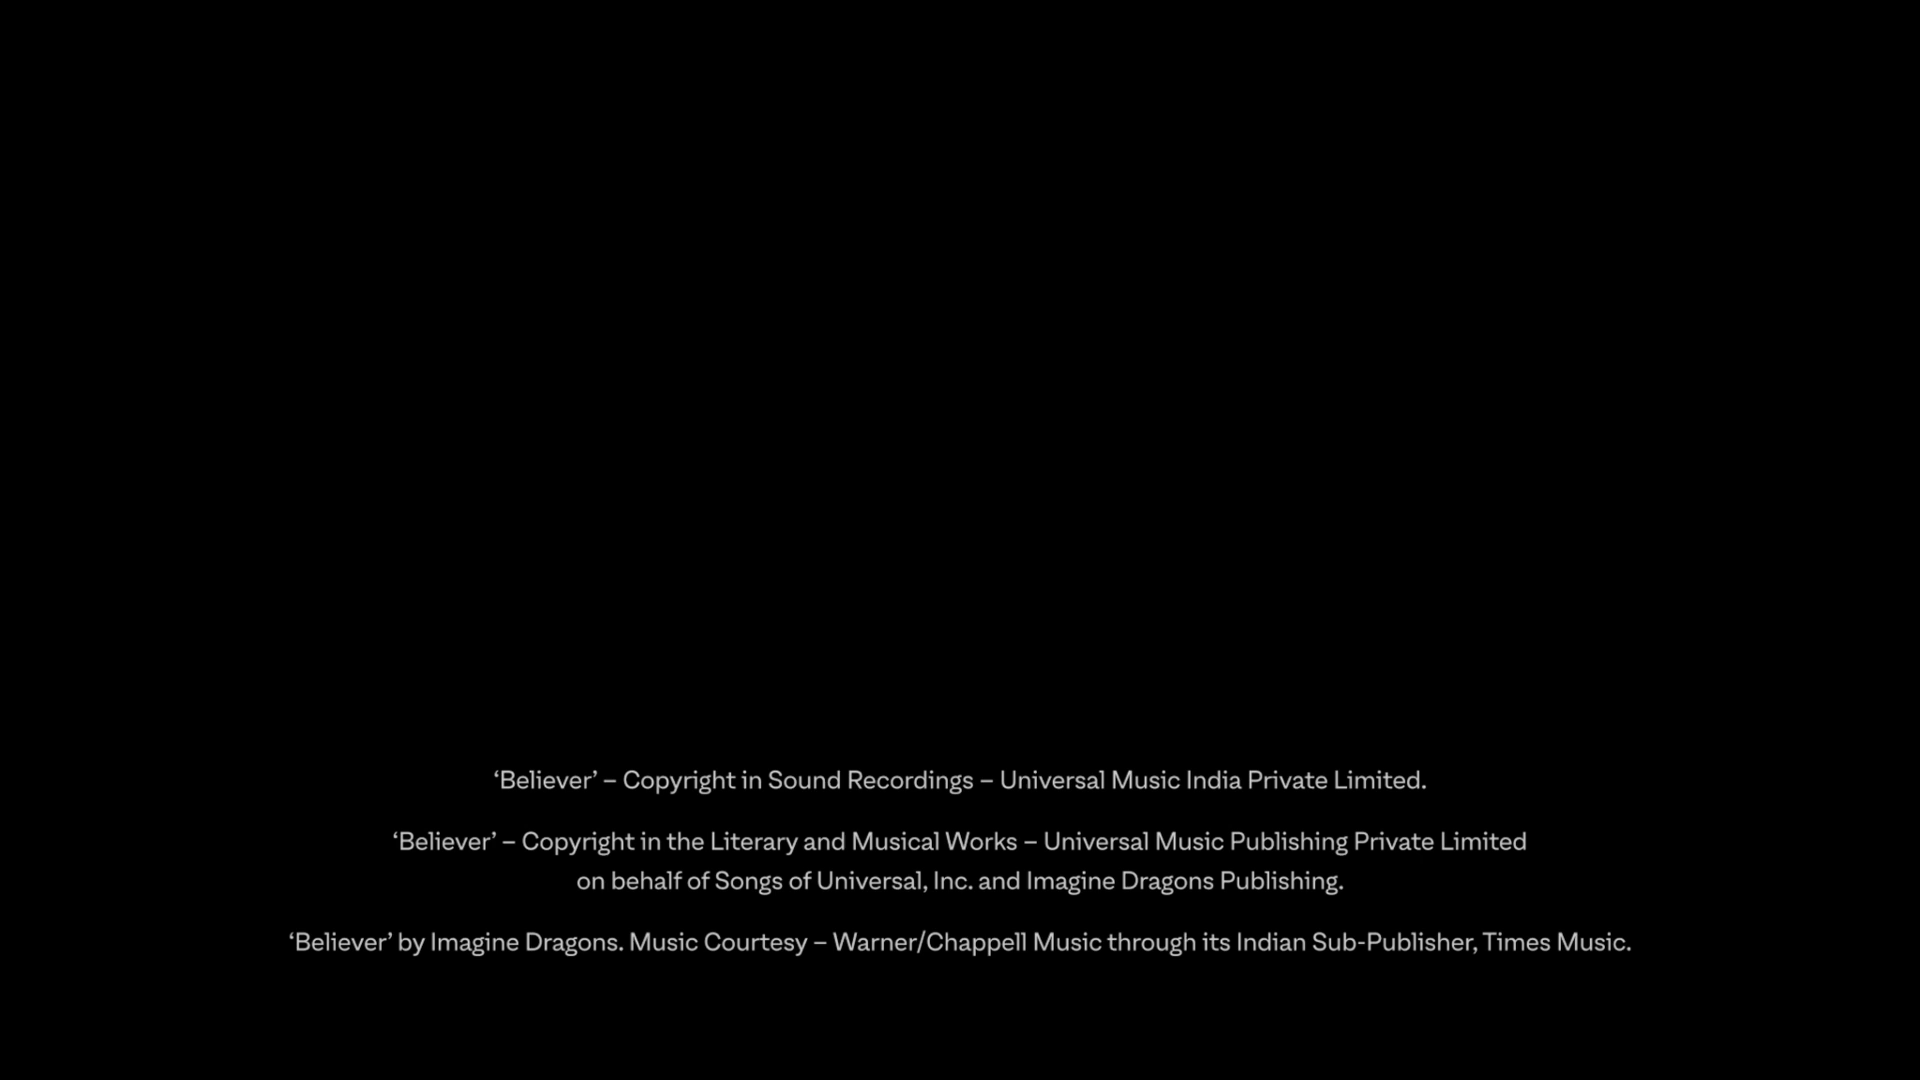 ‘Believer’ – Copyright in Sound Recordings – Universal Music India Private Limited.
‘Believer’ – Copyright in the Literary and Musical Works – Universal Music Publishing Private Limited
on behalf of Songs of Universal, Inc. and Imagine Dragons Publishing.
‘Believer’ by Imagine Dragons. Music Courtesy – Warner/Chappell Music through its Indian Sub-Publisher, Times Music.